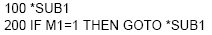 100 *SUB1
200 IF M1=1 THEN GOTO *SUB1